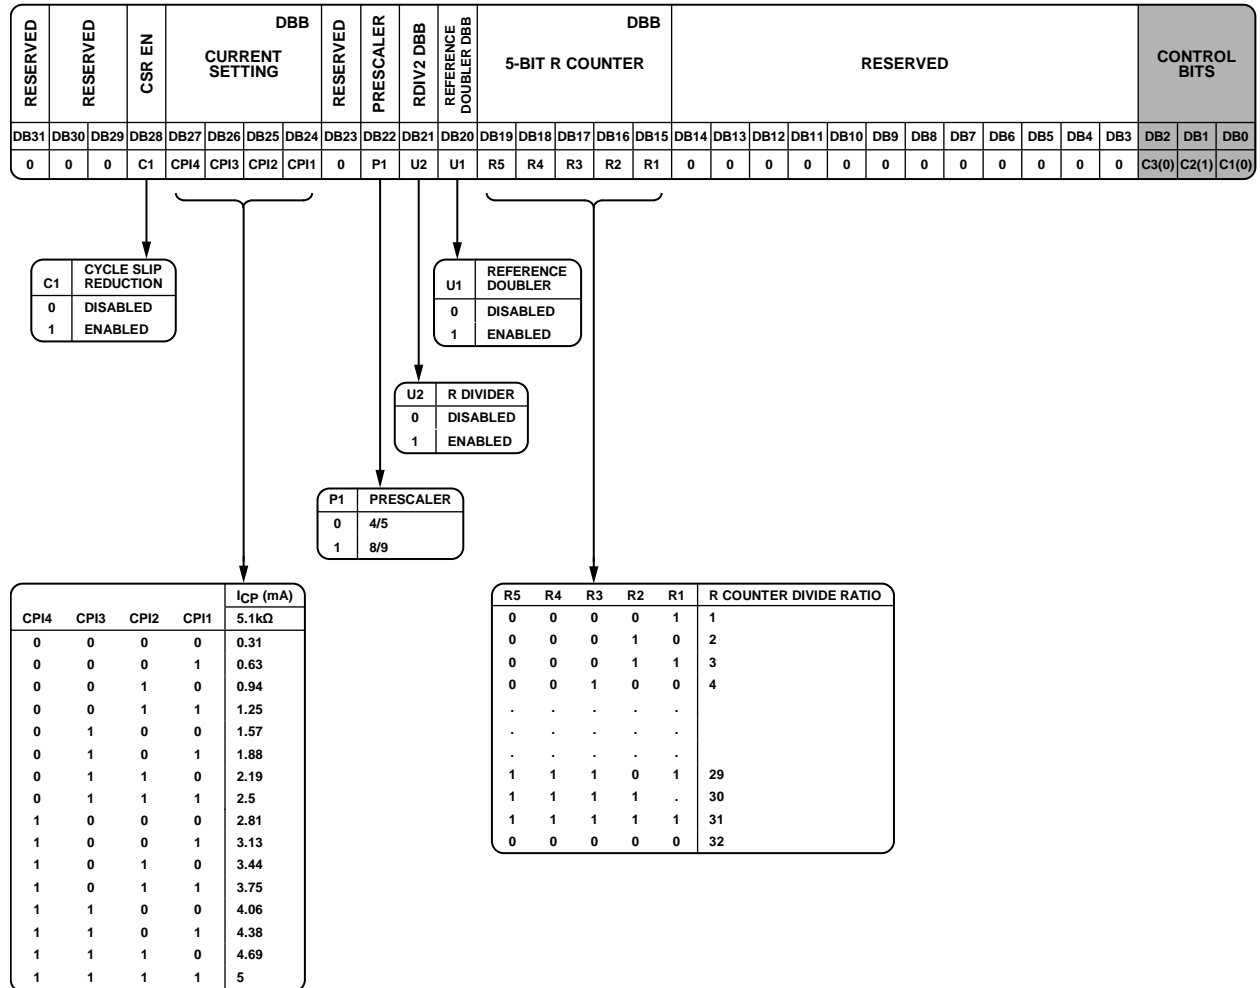 RESERVED RESERVED CSR EN DBB CURRENT SETTING RESERVED PRESCALER RDIV2 DBB REFERENCE DOUBLER DBB DBB 5-BIT R COUNTER RESERVED CONTROL BITS
DB31 DB30 DB29 DB28 DB27 DB26 DB25 DB24 DB23 DB22 DB21 DB20 DB19 DB18 DB17 DB16 DB15 DB14 DB13 DB12 DB11 DB10 DB9 DB8 DB7 DB6 DB5 DB4 DB3 DB2 DB1 DB0
0 0 0 C1 CPI4 CPI3 CPI2 CPI1 0 P1 U2 U1 R5 R4 R3 R2 R1 0 0 0 0 0 0 0 0 0 0 0 0 C3(0) C2(1) C1(0)
C1 CYCLE SLIP REDUCTION
0 DISABLED
1 ENABLED
U1 REFERENCE DOUBLER
0 DISABLED
1 ENABLED
U2 R DIVIDER
0 DISABLED
1 ENABLED
P1 PRESCALER
0 4/5
1 8/9
ICP (mA)
CPI4 CPI3 CPI2 CPI1 5.1kΩ
0 0 0 0 0.31
0 0 0 1 0.63
0 0 1 0 0.94
0 0 1 1 1.25
0 1 0 0 1.57
0 1 0 1 1.88
0 1 1 0 2.19
0 1 1 1 2.5
1 0 0 0 2.81
1 0 0 1 3.13
1 0 1 0 3.44
1 0 1 1 3.75
1 1 0 0 4.06
1 1 0 1 4.38
1 1 1 0 4.69
1 1 1 1 5
R5 R4 R3 R2 R1 R COUNTER DIVIDE RATIO
0 0 0 0 1 1
0 0 0 1 0 2
0 0 0 1 1 3
0 0 1 0 0 4
. . . . .
. . . . .
. . . . .
1 1 1 0 1 29
1 1 1 1 . 30
1 1 1 1 1 31
0 0 0 0 0 32